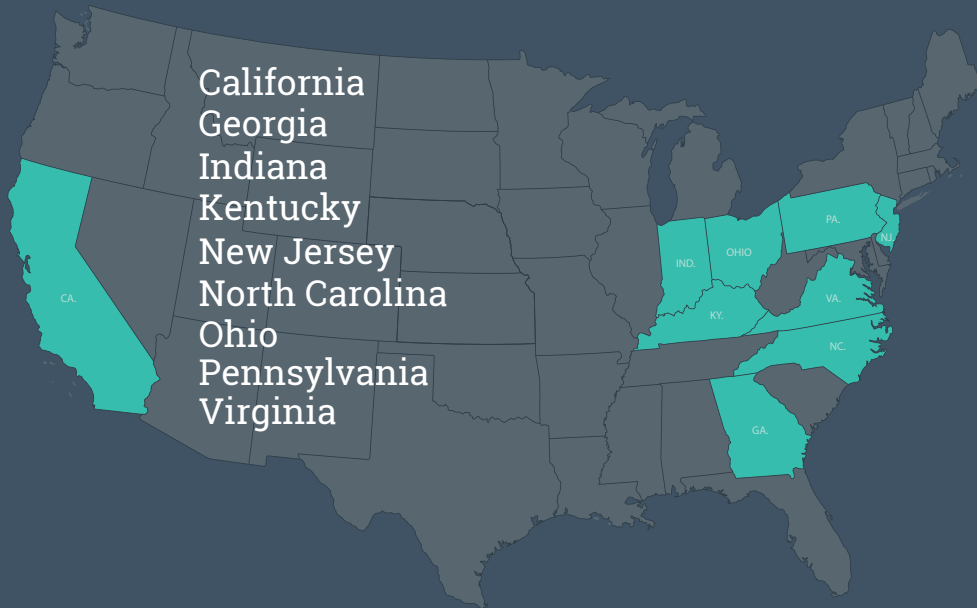 California
Georgia
Indiana
Kentucky
New Jersey
North Carolina
Ohio
Pennsylvania
Virginia
CA.
IND.
OHIO
PA.
NJ.
KY.
VA.
NC.
GA.